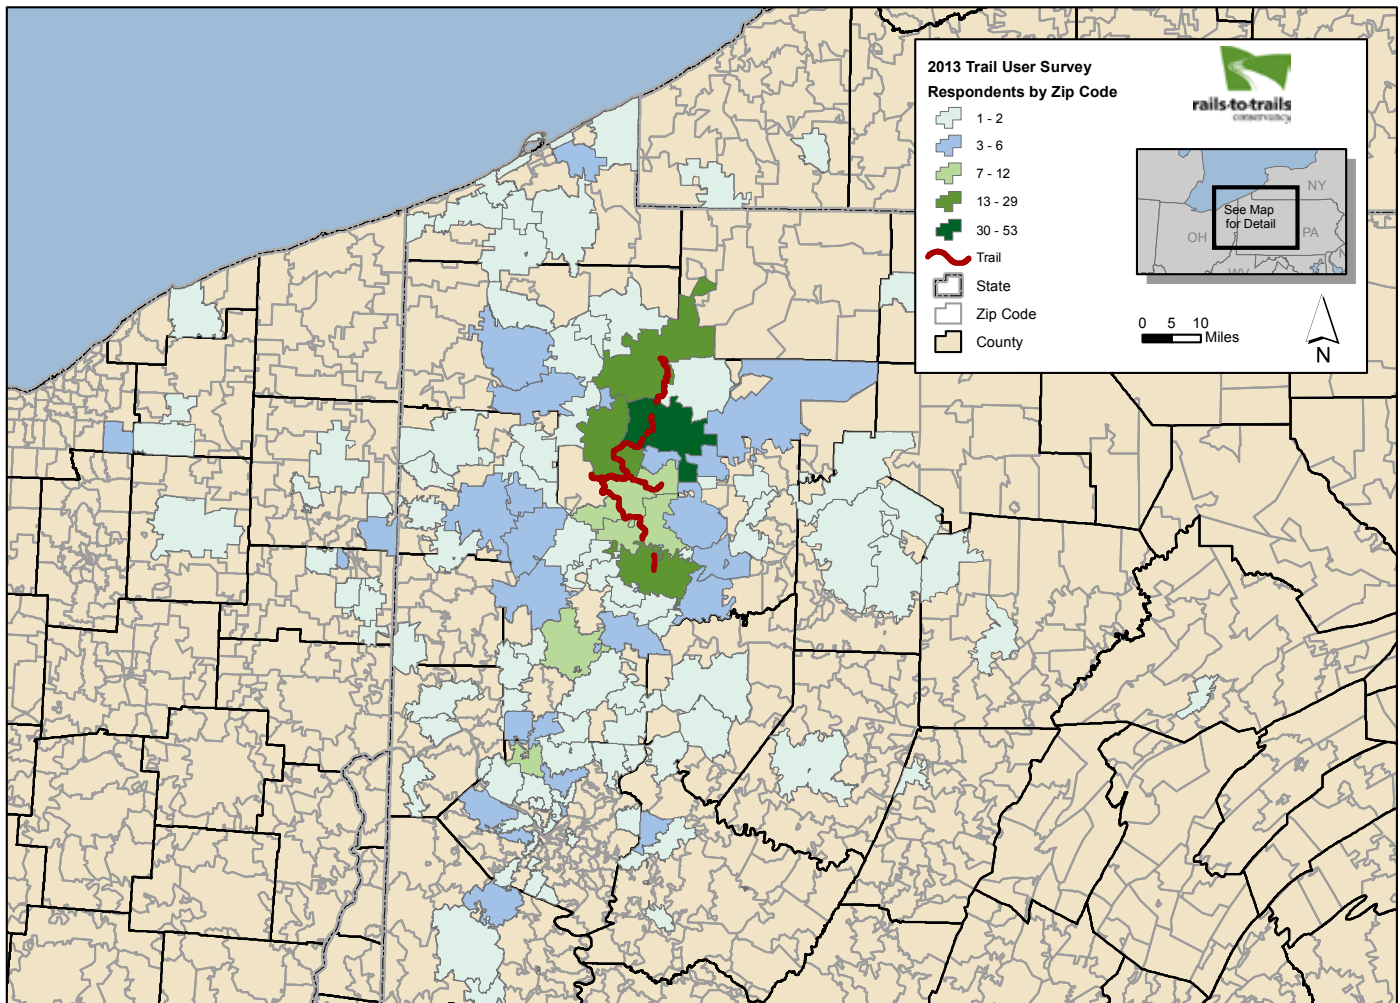 2013 Trail User Survey
Respondents by Zip Code
1 - 2
3 - 6
7 - 12
13 - 29
30 - 53
Trail
State
Zip Code
County
rails-to-trails
conservancy
NY
See Map
for Detail
OH
PA
WV
0 5 10
Miles
N